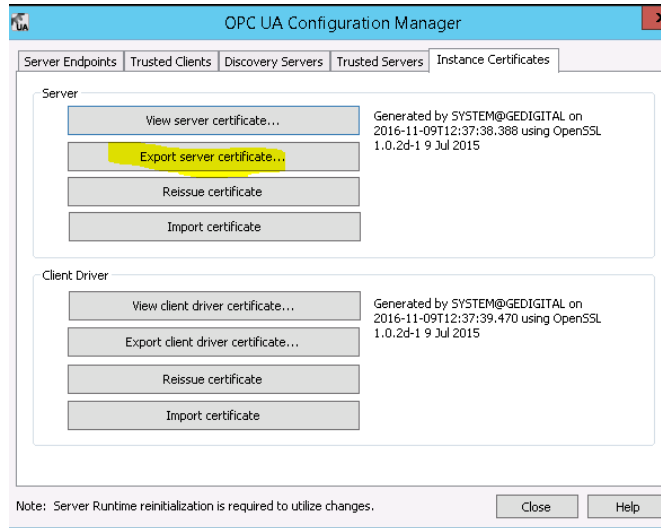 UA
OPC UA Configuration Manager
Server Endpoints Trusted Clients Discovery Servers Trusted Servers Instance Certificates
Server
View server certificate...
Generated by SYSTEM@GEDIGITAL on
2016-11-09T12:37:38.388 using OpenSSL
1.0.2d-1 9 Jul 2015
Export server certificate...
Reissue certificate
Import certificate
Client Driver
View client driver certificate...
Generated by SYSTEM@GEDIGITAL on
2016-11-09T12:37:39.470 using OpenSSL
1.0.2d-1 9 Jul 2015
Export client driver certificate...
Reissue certificate
Import certificate
Note: Server Runtime reinitialization is required to utilize changes.
Close
Help